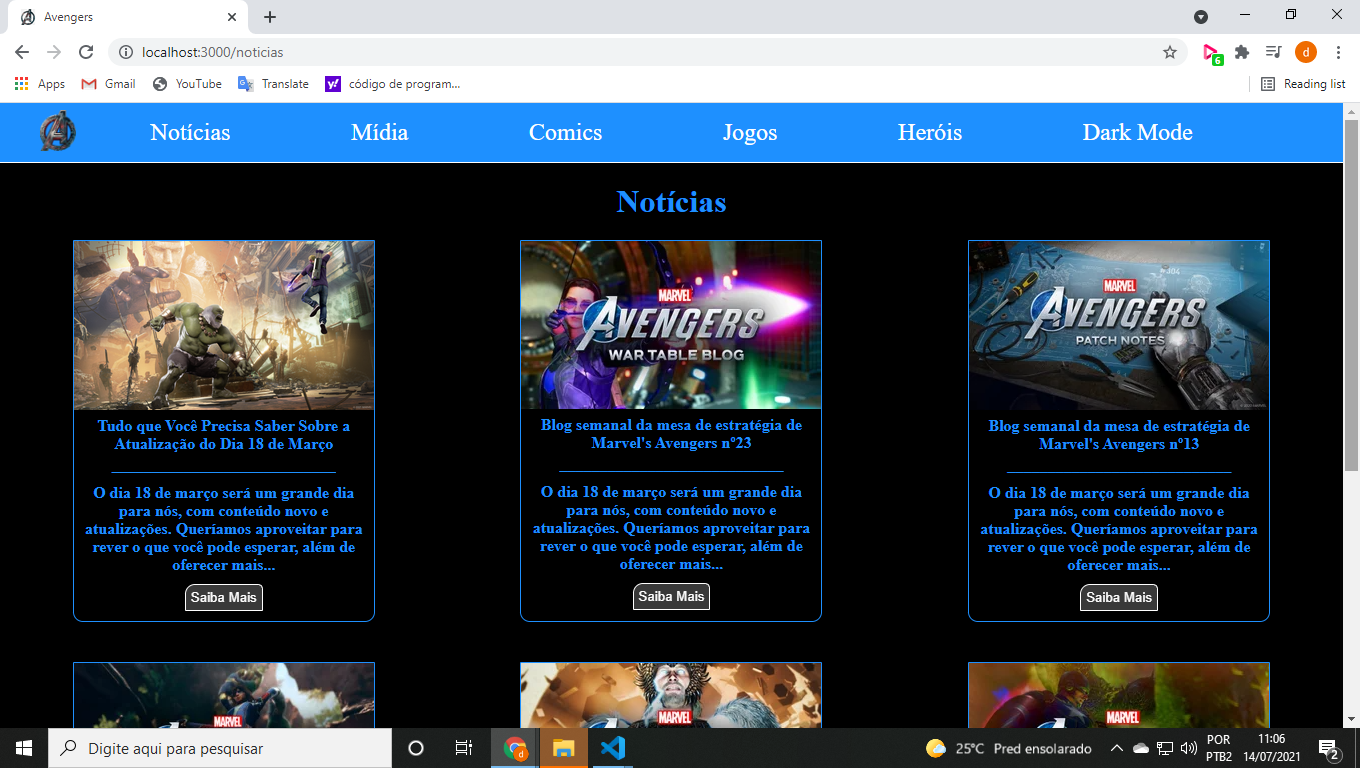 Avengers
localhost:3000/noticias
d
6
Apps
Gmail
YouTube
Translate
código de program...
Reading list
Notícias
Mídia
Comics
Jogos
Heróis
Dark Mode
Notícias
MARVEL
AVENGERS
WAR TABLE BLOG
MARVEL
AVENGERS
PATCH NOTES
Tudo que Você Precisa Saber Sobre a
Atualização do Dia 18 de Março
O dia 18 de março será um grande dia
para nós, com conteúdo novo e
atualizações. Queríamos aproveitar para
rever o que você pode esperar, além de
oferecer mais...
Saiba Mais
Blog semanal da mesa de estratégia de
Marvel's Avengers nº23
O dia 18 de março será um grande dia
para nós, com conteúdo novo e
atualizações. Queríamos aproveitar para
rever o que você pode esperar, além de
oferecer mais...
Saiba Mais
Blog semanal da mesa de estratégia de
Marvel's Avengers nº13
O dia 18 de março será um grande dia
para nós, com conteúdo novo e
atualizações. Queríamos aproveitar para
rever o que você pode esperar, além de
oferecer mais...
Saiba Mais
MARVEL
MARVEL
MARVEL
Digite aqui para pesquisar
d
25°C Pred ensolarado
POR
PTB2
11:06
14/07/2021
2